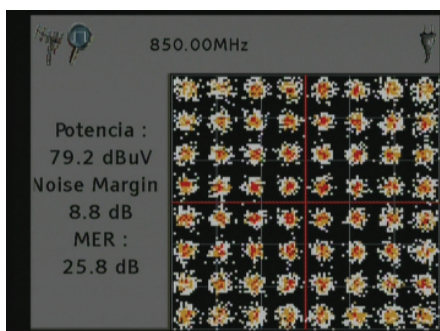 850.00MHz
Potencia :
79.2 dBuV
Noise Margin
8.8 dB
MER :
25.8 dB